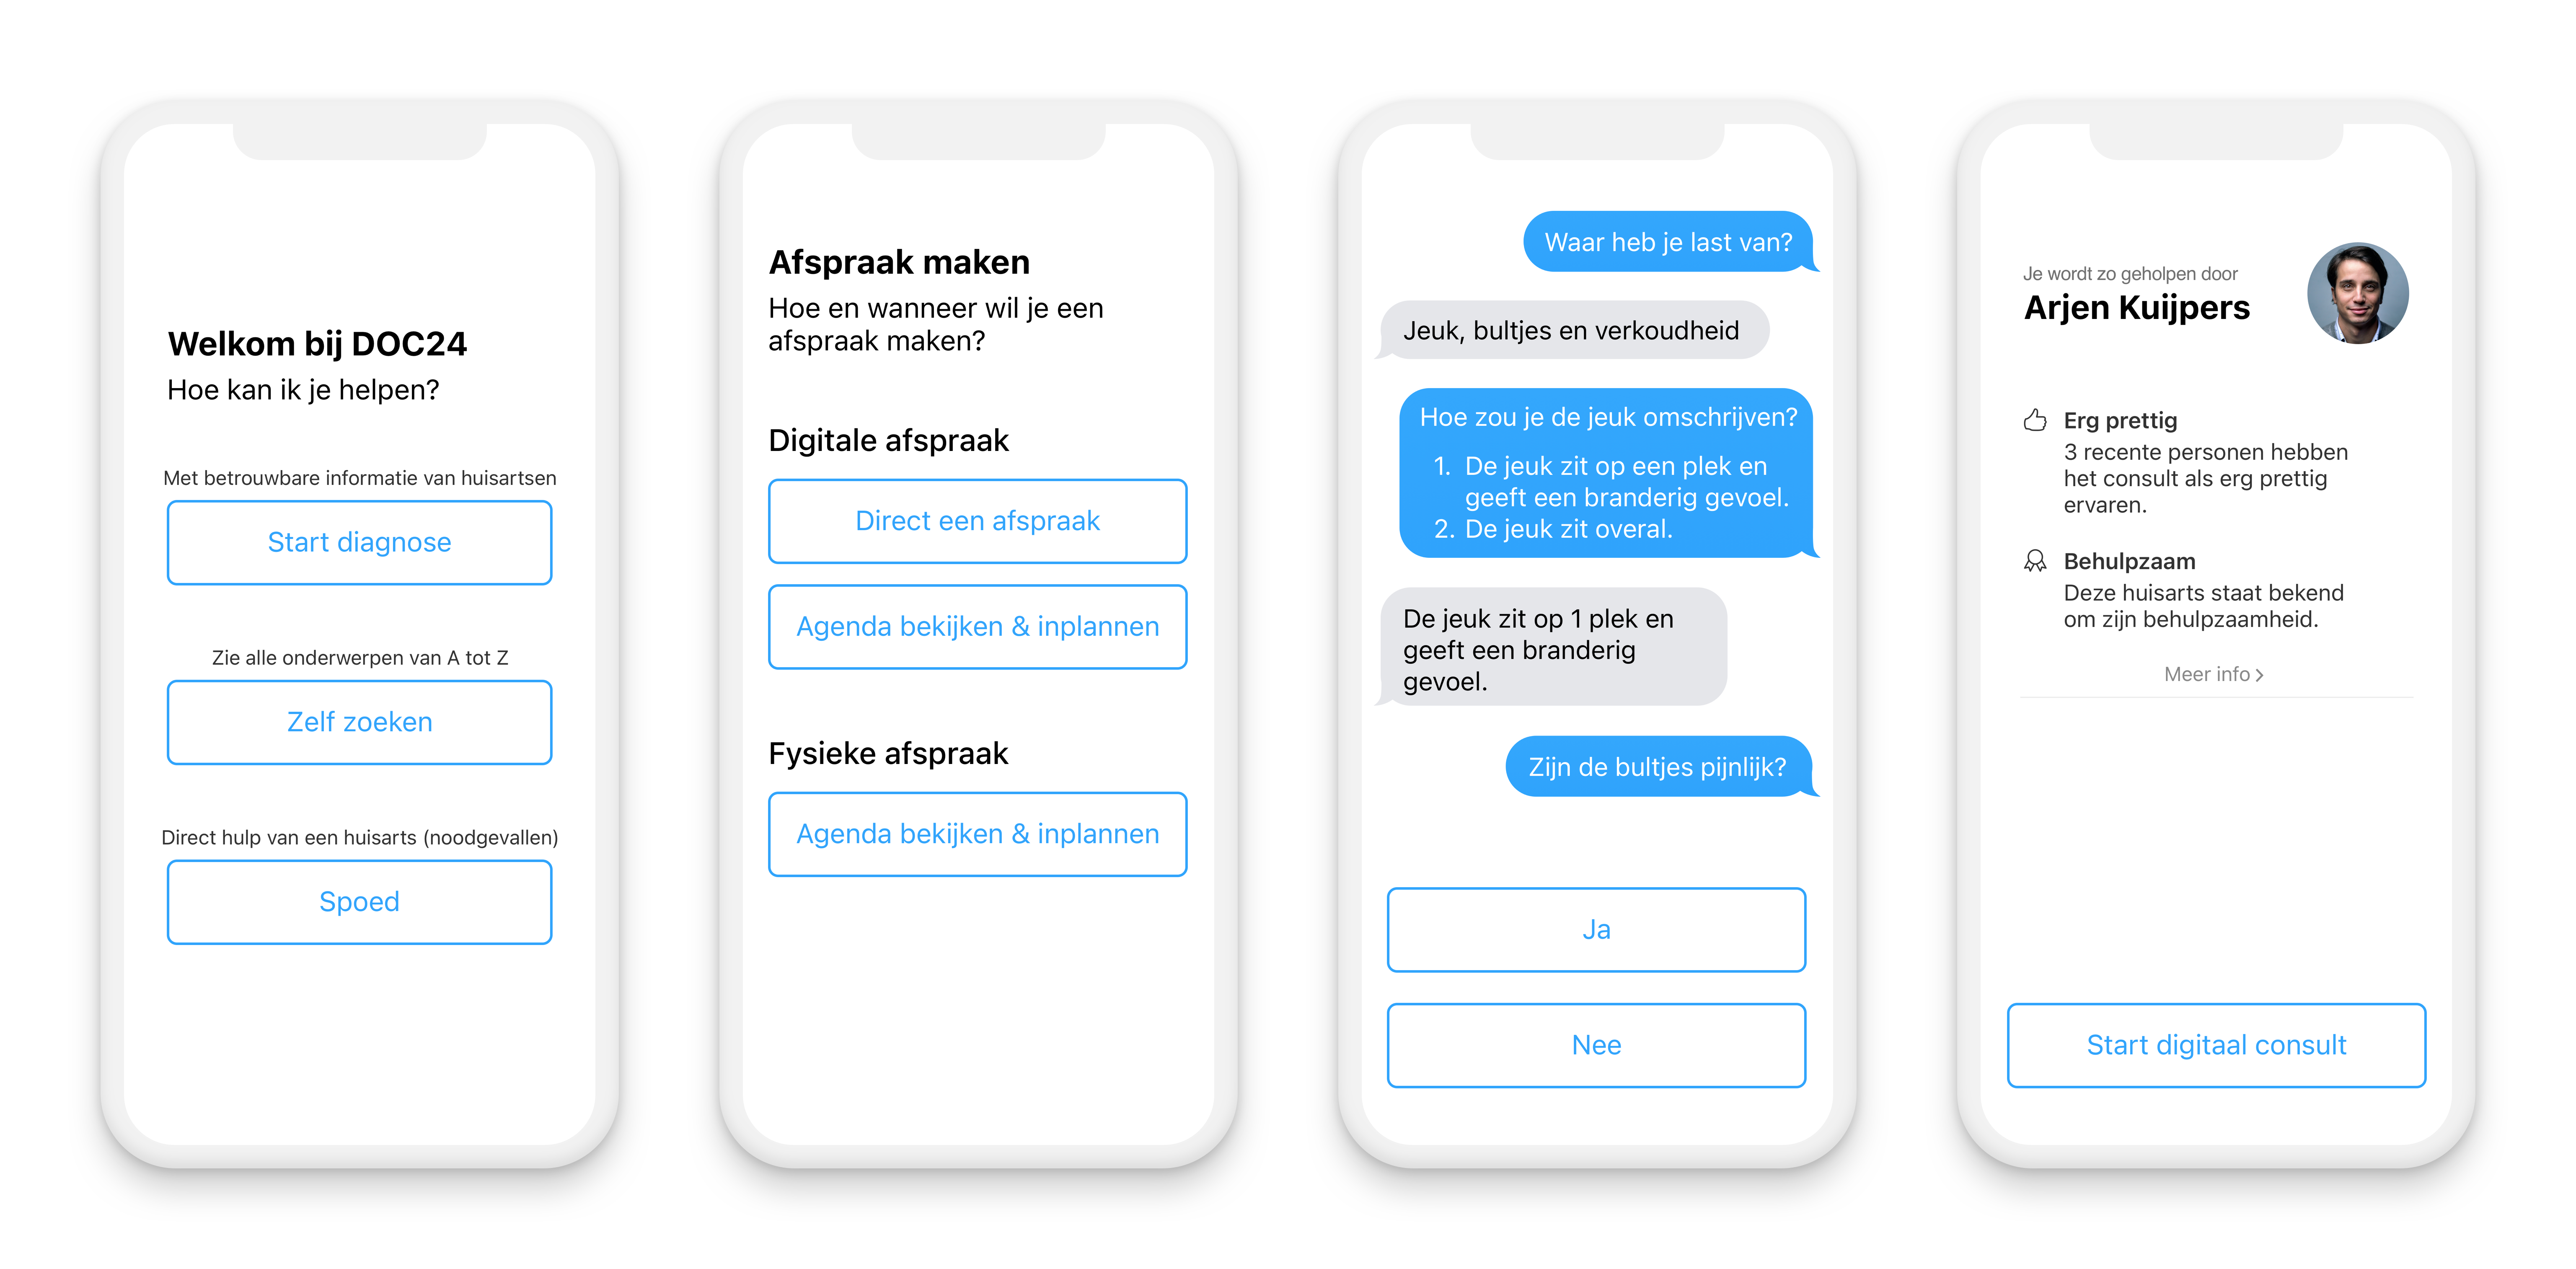 Welkom bij DOC24
Hoe kan ik je helpen?
Met betrouwbare informatie van huisartsen
Start diagnose
Zie alle onderwerpen van A tot Z
Zelf zoeken
Direct hulp van een huisarts (noodgevallen)
Spoed
Afspraak maken
Hoe en wanneer wil je een
afspraak maken?
Digitale afspraak
Direct een afspraak
Agenda bekijken & inplannen
Fysieke afspraak
Agenda bekijken & inplannen
Waar heb je last van?
Jeuk, bultjes en verkoudheid
Hoe zou je de jeuk omschrijven?
1. De jeuk zit op een plek en
geeft een branderig gevoel.
2. De jeuk zit overal.
De jeuk zit op 1 plek en
geeft een branderig
gevoel.
Zijn de bultjes pijnlijk?
Ja
Nee
Je wordt zo geholpen door
Arjen Kuijpers
Erg prettig
3 recente personen hebben
het consult als erg prettig
ervaren.
Behulpzaam
Deze huisarts staat bekend
om zijn behulpzaamheid.
Meer info >
Start digitaal consult